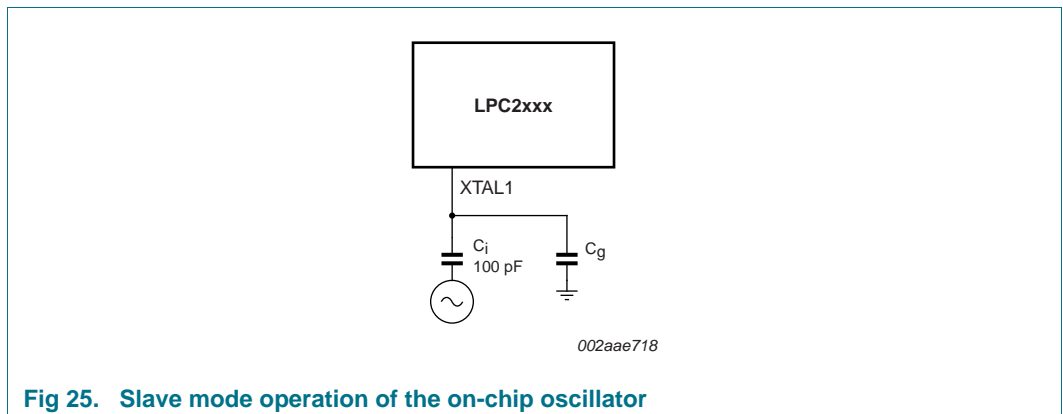 LPC2xxx
XTAL1
Ci
100 pF
Cg
002aae718
Fig 25. Slave mode operation of the on-chip oscillator